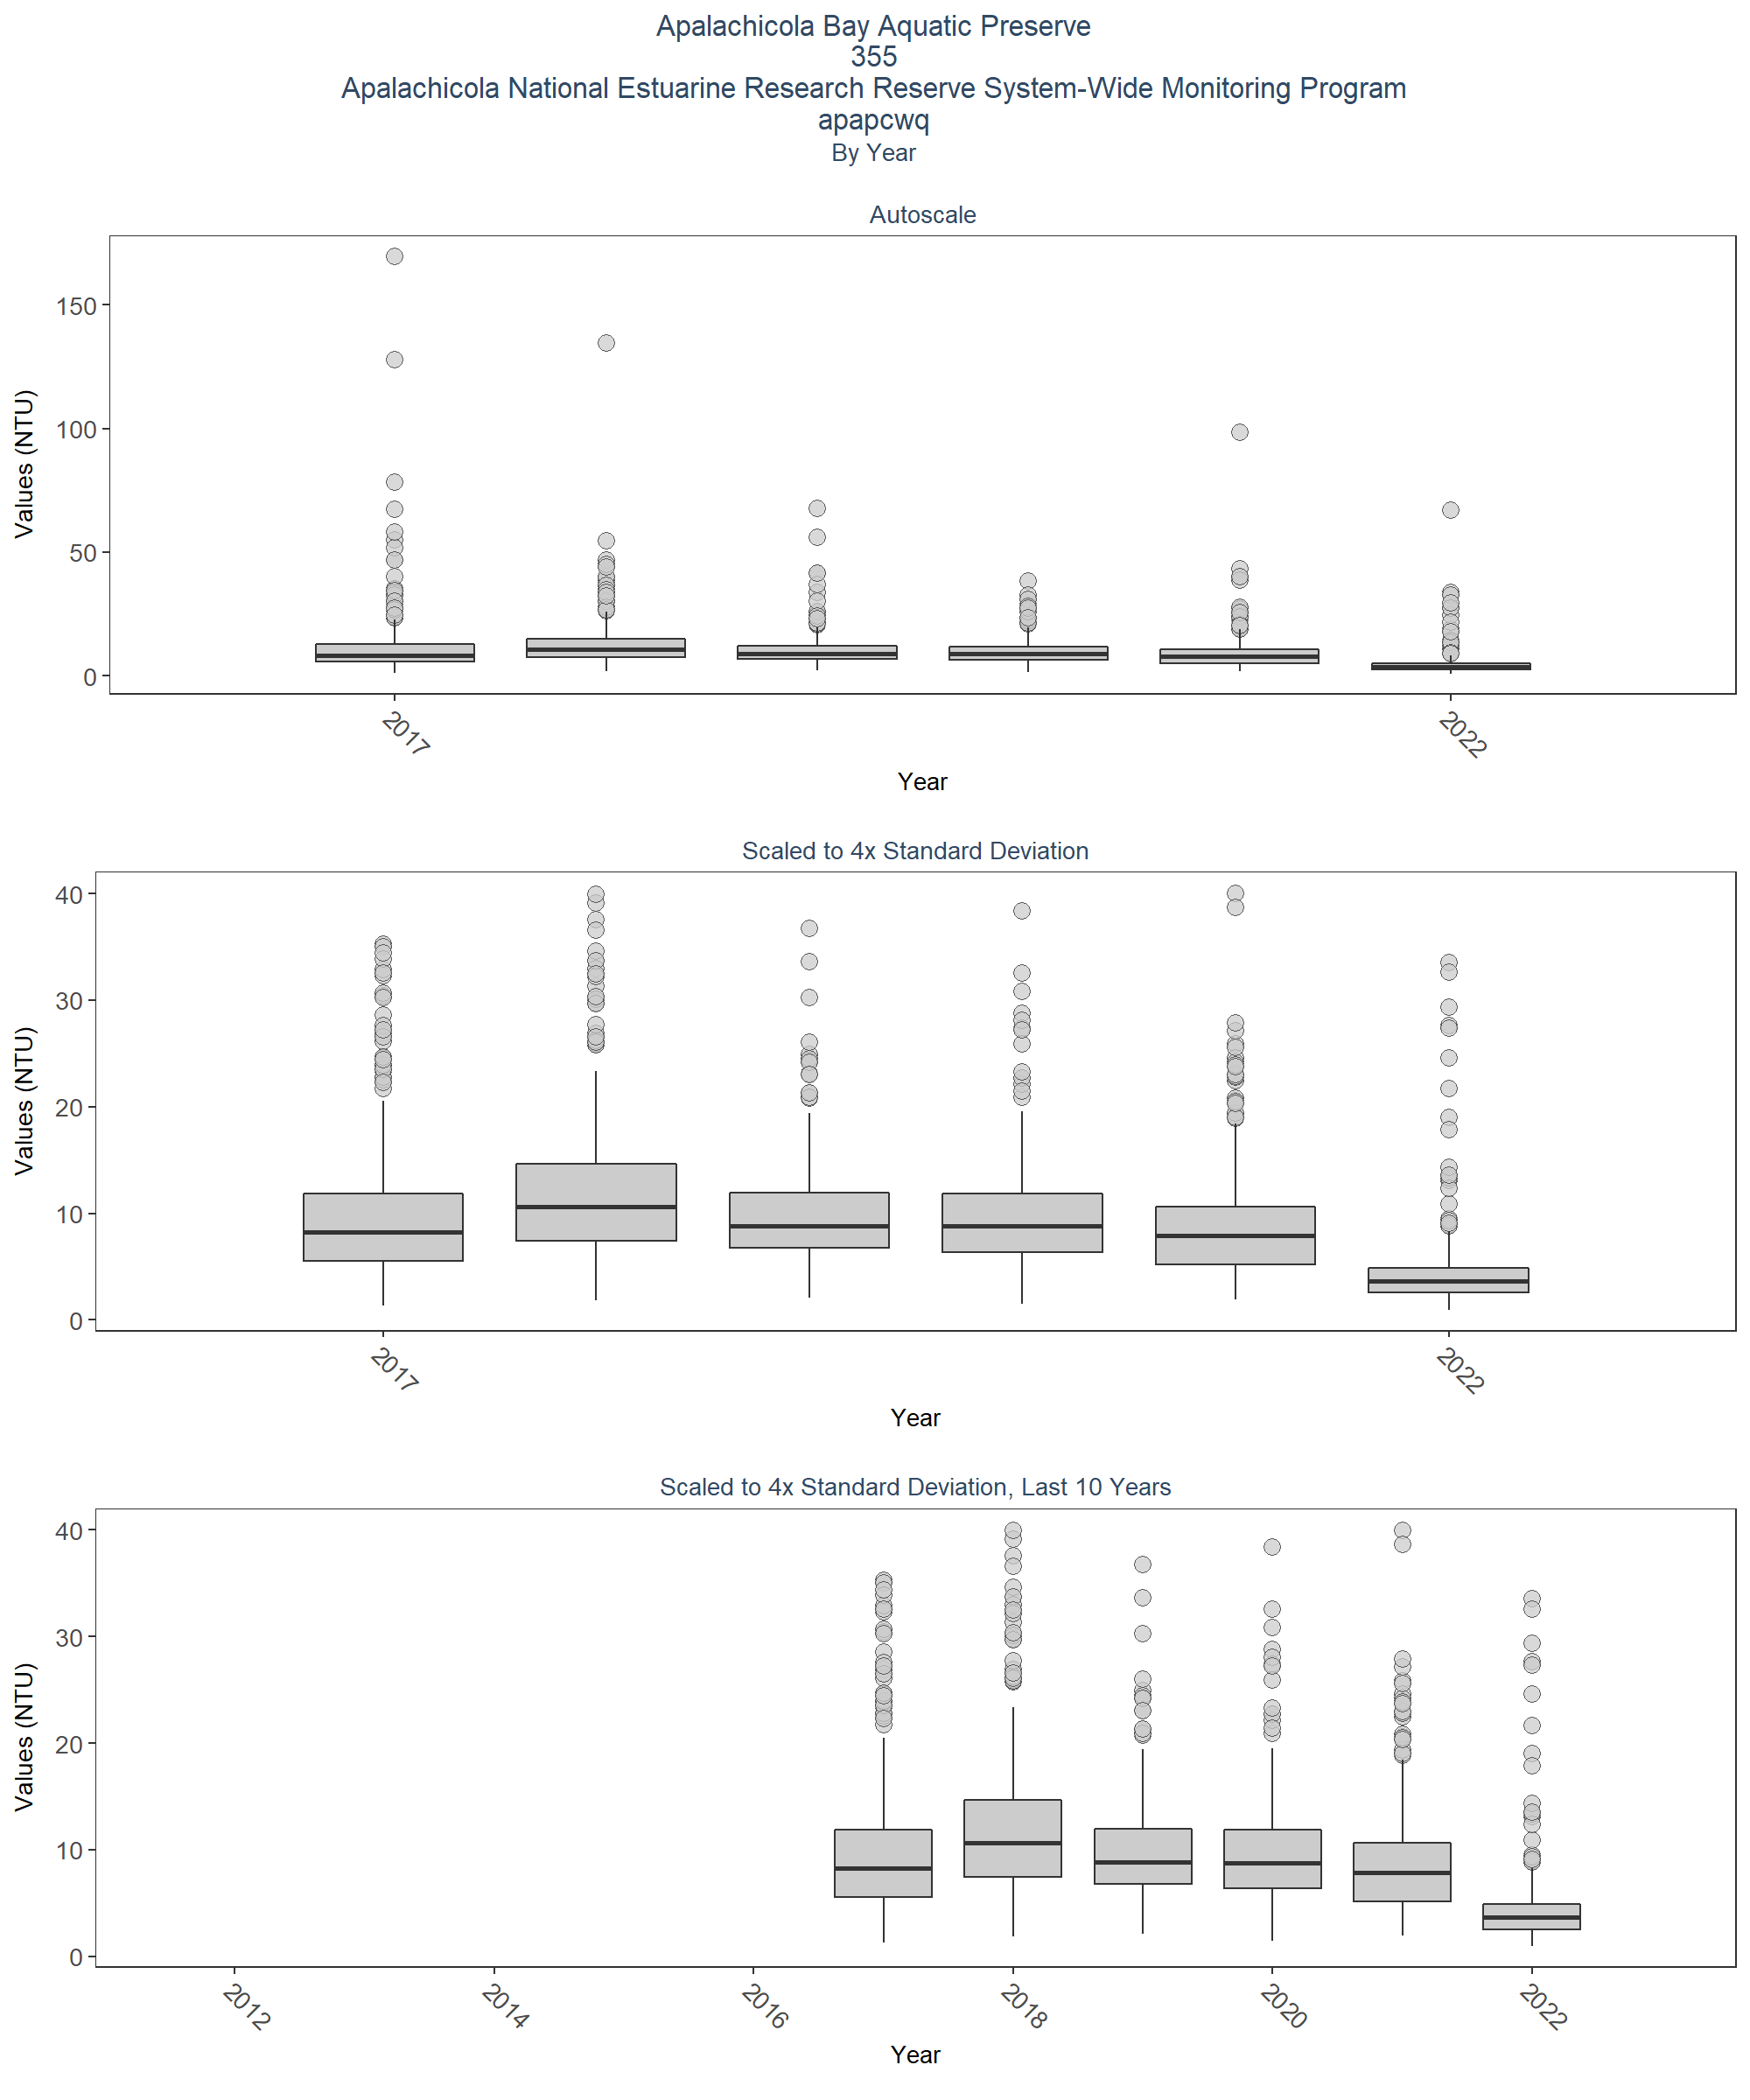 Apalachicola Bay Aquatic Preserve
355
Apalachicola National Estuarine Research Reserve System-Wide Monitoring Program
apapcwq
By Year
Autoscale
Values (NTU)
150
100
50
0
2017
2022
Year
Scaled to 4x Standard Deviation
Values (NTU)
40
30
20
10
0
2017
2022
Year
Scaled to 4x Standard Deviation, Last 10 Years
Values (NTU)
40
30
20
10
0
2012
2014
2016
2018
2020
2022
Year